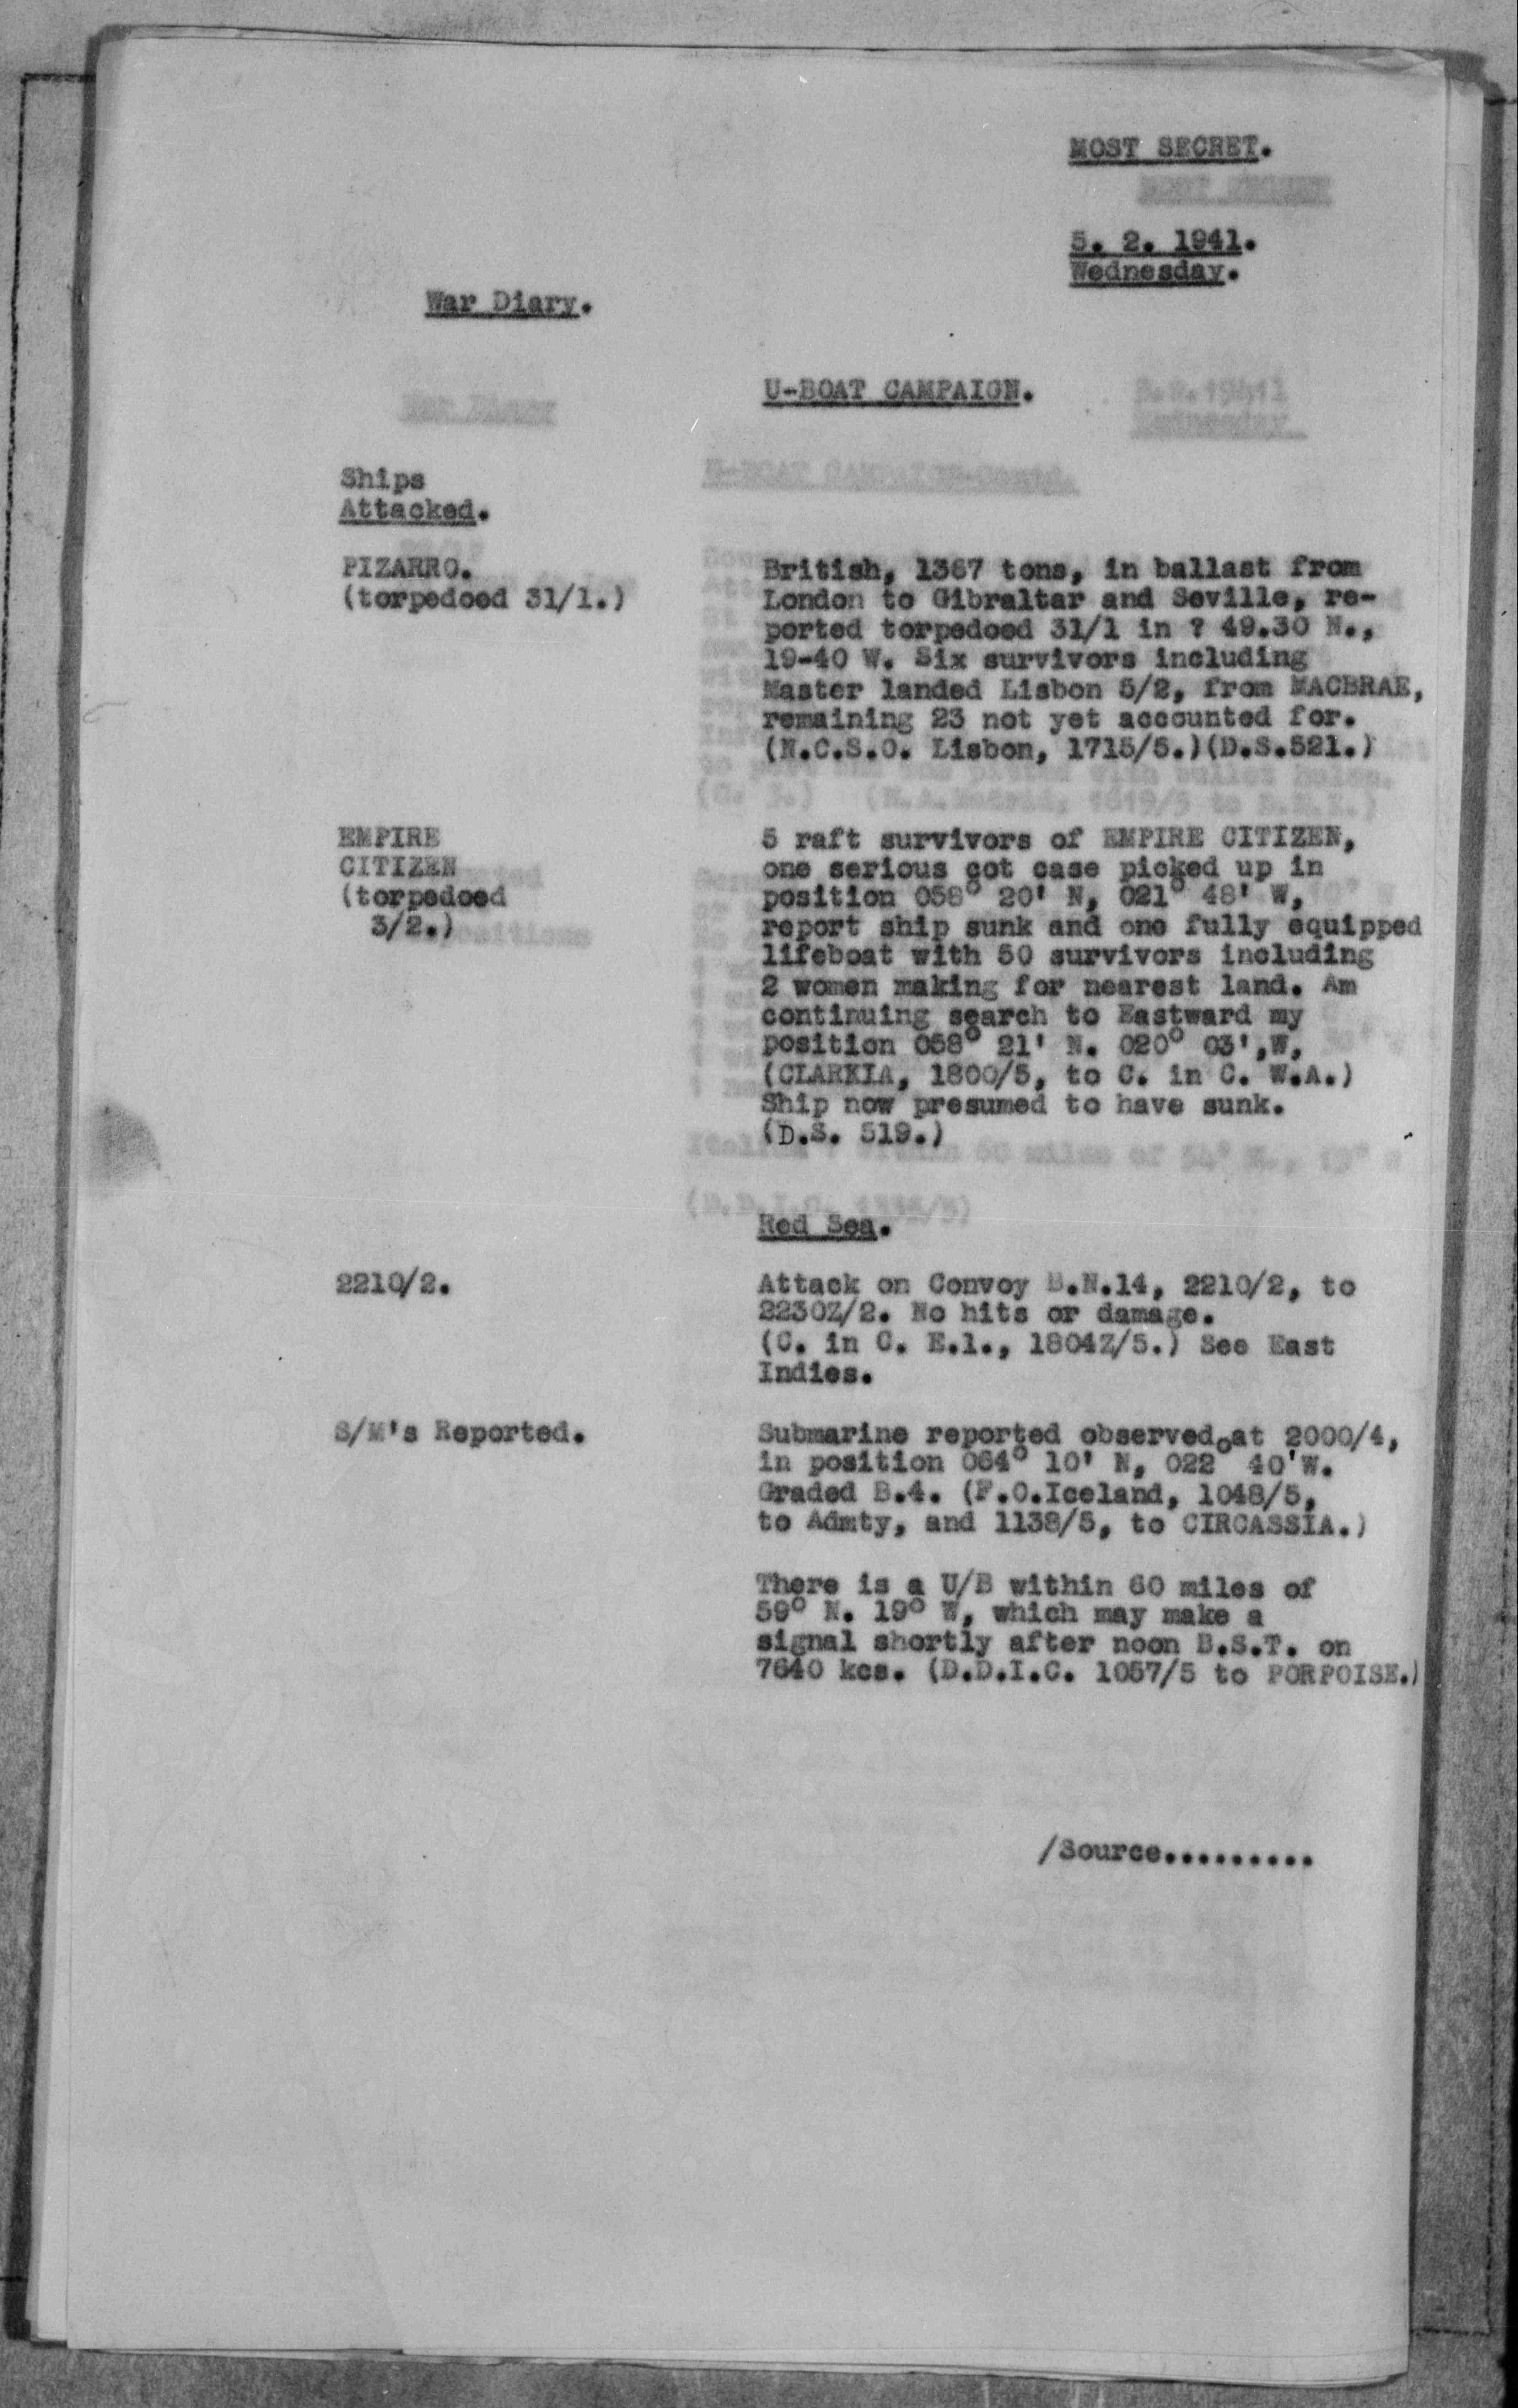 MOST SECRET.
5. 2. 1941.
Wednesday.
War Diary.
U-BOAT CAMPAIGN.
Ships
Attacked.
PIZARRO.
(torpedoed 31/1.)
British, 1367 tons, in ballast from
London to Gibraltar and Seville, re-
ported torpedoed 31/1 in ? 49.30 N.,
19-40 W. Six survivors including
Master landed Lisbon 5/2, from MACBRAE,
remaining 23 not yet accounted for.
(N.C.S.O. Lisbon, 1715/5.)(D.S.521.)
EMPIRE
CITIZEN
(torpedoed
3/2.)
5 raft survivors of EMPIRE CITIZEN,
one serious cot case picked up in
position 058° 20' N, 021° 48' W,
report ship sunk and one fully equipped
lifeboat with 50 survivors including
2 women making for nearest land. Am
continuing search to Eastward my
position 058° 21' N. 020° 03',W,
(CLARKIA, 1800/5, to C. in C. W.A.)
Ship now presumed to have sunk.
(D.S. 519.)
Red Sea.
2210/2.
Attack on Convoy B.N.14, 2210/2, to
2230Z/2. No hits or damage.
(C. in C. E.1., 1804Z/5.) See East
Indies.
S/M's Reported.
Submarine reported observed at 2000/4,
in position 064° 10' N, 022° 40'W.
Graded B.4. (F.O.Iceland, 1048/5,
to Admty, and 1138/5, to CIRCASSIA.)
There is a U/B within 60 miles of
59° N. 19° W, which may make a
signal shortly after noon B.S.T. on
7640 kcs. (D.D.I.C. 1057/5 to PORPOISE.)
/Source.........